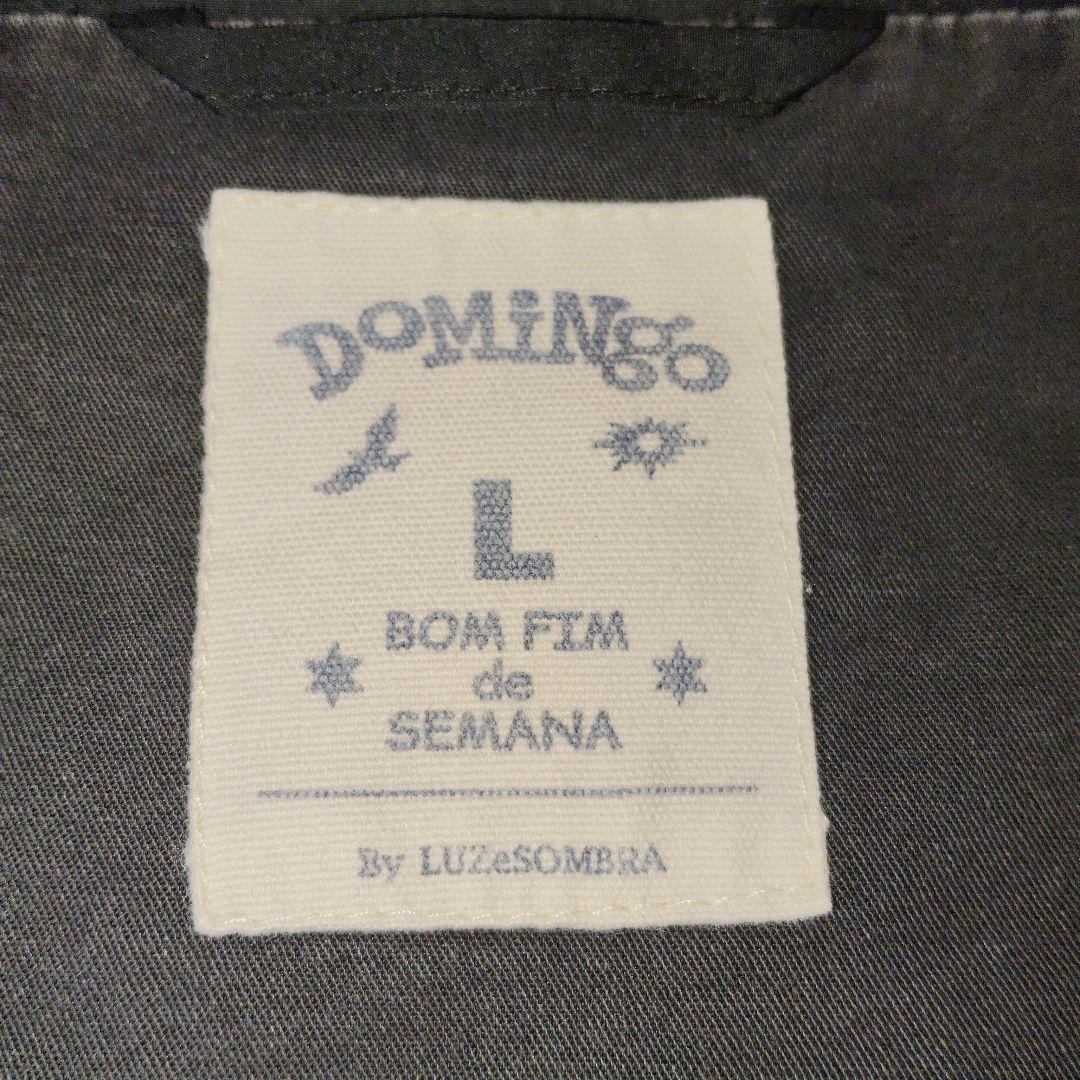 DOMiNgo
L
BOM FIM
de
SEMANA
By LUZeSOMBRA